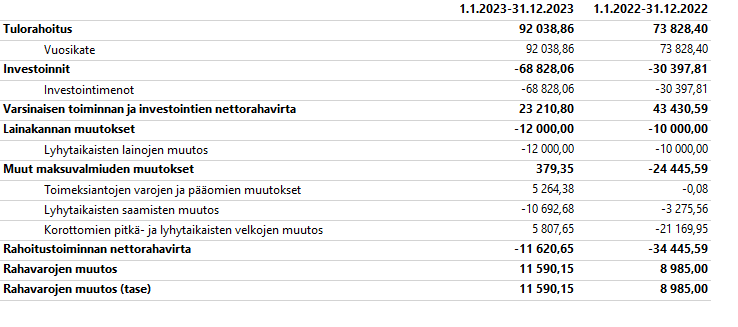 1.1.2023-31.12.2023 1.1.2022-31.12.2022
Tulorahoitus 92 038,86 73 828,40
Vuosikate 92 038,86 73 828,40
Investoinnit -68 828,06 -30 397,81
Investointimenot -68 828,06 -30 397,81
Varsinaisen toiminnan ja investointien nettorahavirta 23 210,80 43 430,59
Lainakannan muutokset -12 000,00 -10 000,00
Lyhytaikaisten lainojen muutos -12 000,00 -10 000,00
Muut maksuvalmiuden muutokset 379,35 -24 445,59
Toimeksiantojen varojen ja pääomien muutokset 5 264,38 -0,08
Lyhytaikaisten saamisten muutos -10 692,68 -3 275,56
Korottomien pitkä- ja lyhytaikaisten velkojen muutos 5 807,65 -21 169,95
Rahoitustoiminnan nettorahavirta -11 620,65 -34 445,59
Rahavarojen muutos 11 590,15 8 985,00
Rahavarojen muutos (tase) 11 590,15 8 985,00